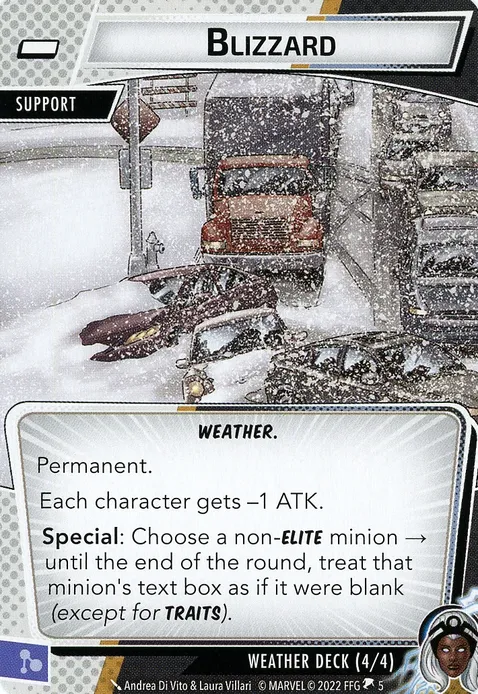 BLIZZARD
SUPPORT
WEATHER.
Permanent.
Each character gets –1 ATK.
Special: Choose a non-ELITE minion →
until the end of the round, treat that
minion's text box as if it were blank
(except for TRAITS).
WEATHER DECK (4/4)
Andrea Di Vito & Laura Villari © MARVEL © 2022 FFG 5